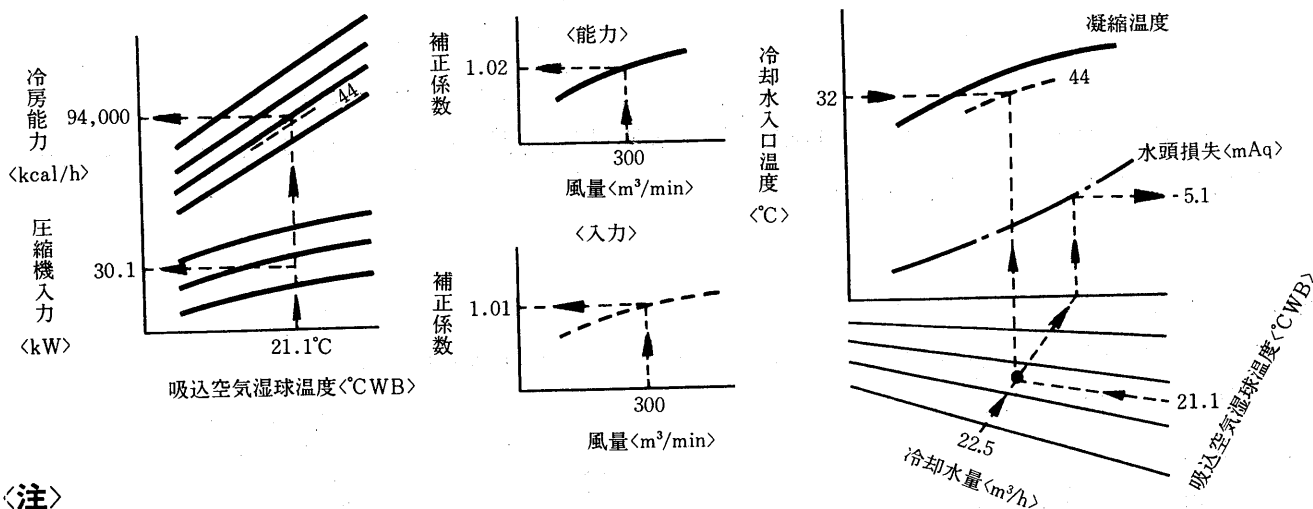 冷房能力
〈kcal/h〉
94,000
44
圧縮機入力
〈kW〉
30.1
21.1℃
吸込空気湿球温度〈℃WB〉
補正係数
〈能力〉
1.02
300
風量〈m³/min〉
〈入力〉
補正係数
1.01
300
風量〈m³/min〉
冷却水入口温度
〈℃〉
32
凝縮温度
44
水頭損失〈mAq〉
5.1
21.1
22.5
冷却水量〈m³/h〉
吸込空気湿球温度〈℃WB〉
〈注〉